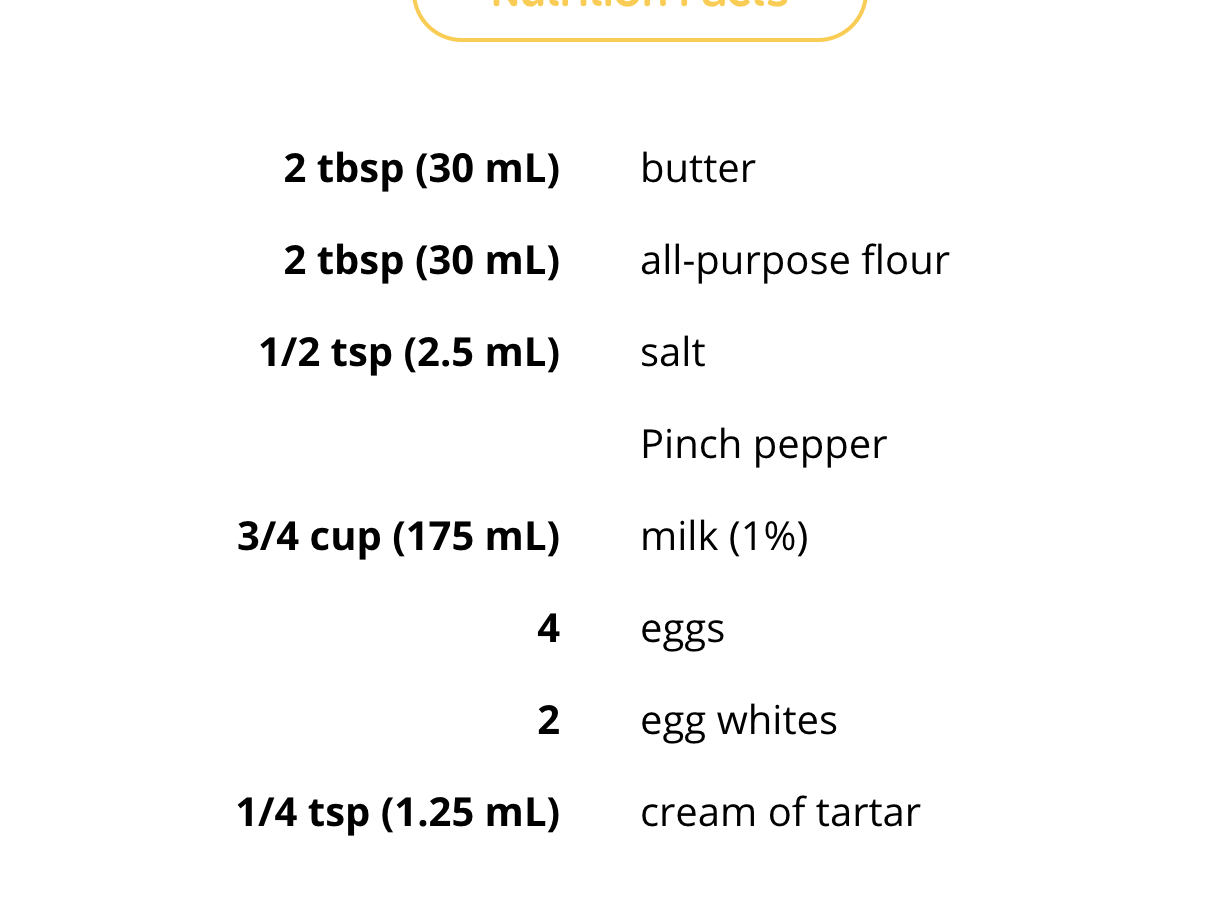 Nutrition Facts
2 tbsp (30 mL) butter
2 tbsp (30 mL) all-purpose flour
1/2 tsp (2.5 mL) salt
Pinch pepper
3/4 cup (175 mL) milk (1%)
4 eggs
2 egg whites
1/4 tsp (1.25 mL) cream of tartar